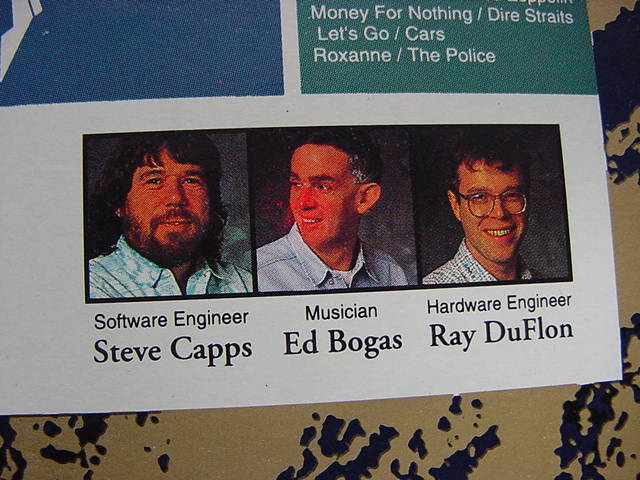 Zeppelin
Money For Nothing / Dire Straits
Let's Go / Cars
Roxanne / The Police
Software Engineer
Steve Capps
Musician
Ed Bogas
Hardware Engineer
Ray DuFlon